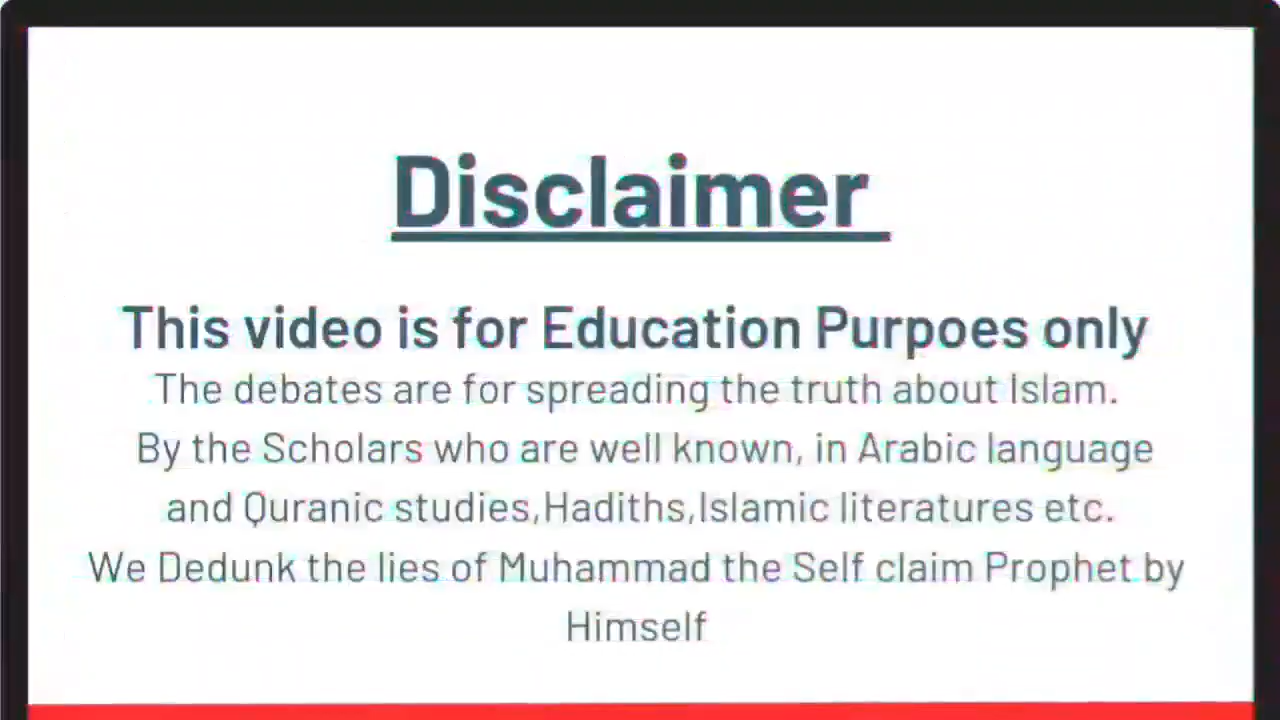 Disclaimer
This video is for Education Purpoes only
The debates are for spreading the truth about Islam.
By the Scholars who are well known, in Arabic language
and Quranic studies,Hadiths,Islamic literatures etc.
We Dedunk the lies of Muhammad the Self claim Prophet by
Himself